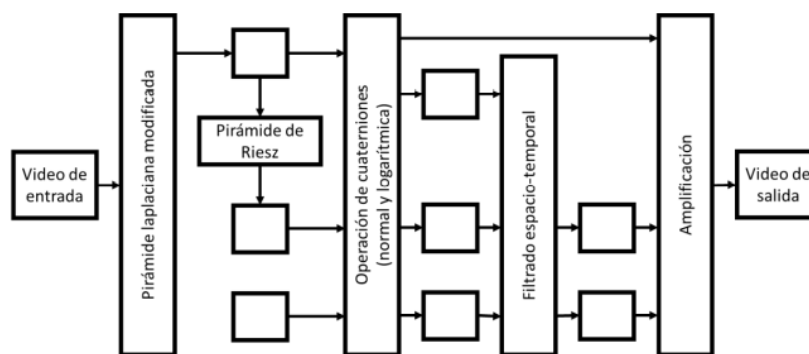 Video de
entrada
Pirámide laplaciana modificada
Pirámide de
Riesz
Operación de cuaterniones
(normal y logarítmica)
Filtrado espacio-temporal
Amplificación
Video de
salida